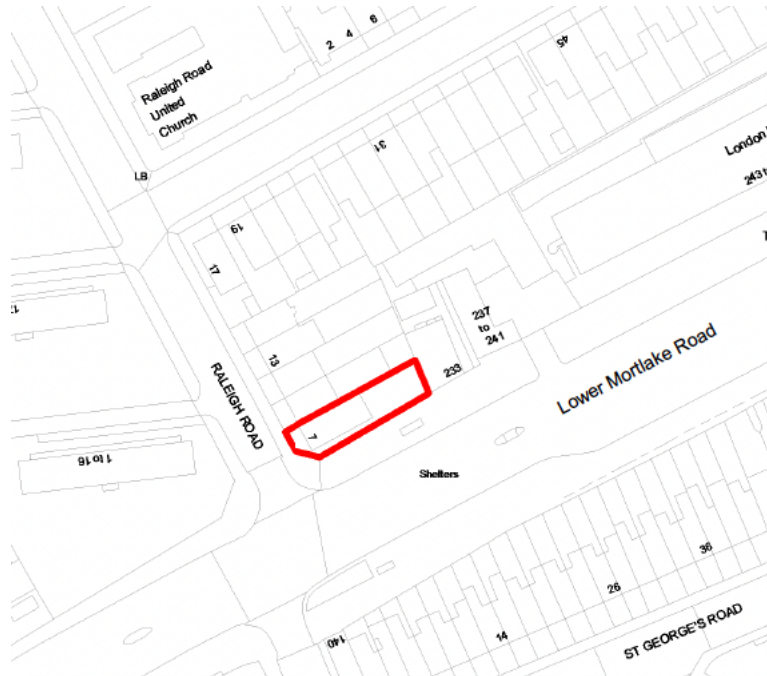 2
4
6
45
Raleigh Road
United
Church
31
London
243 to
LB
19
17
237
to
241
13
RALEIGH ROAD
233
Lower Mortlake Road
7
1 to 16
Shelters
36
26
14
140
ST GEORGE'S ROAD